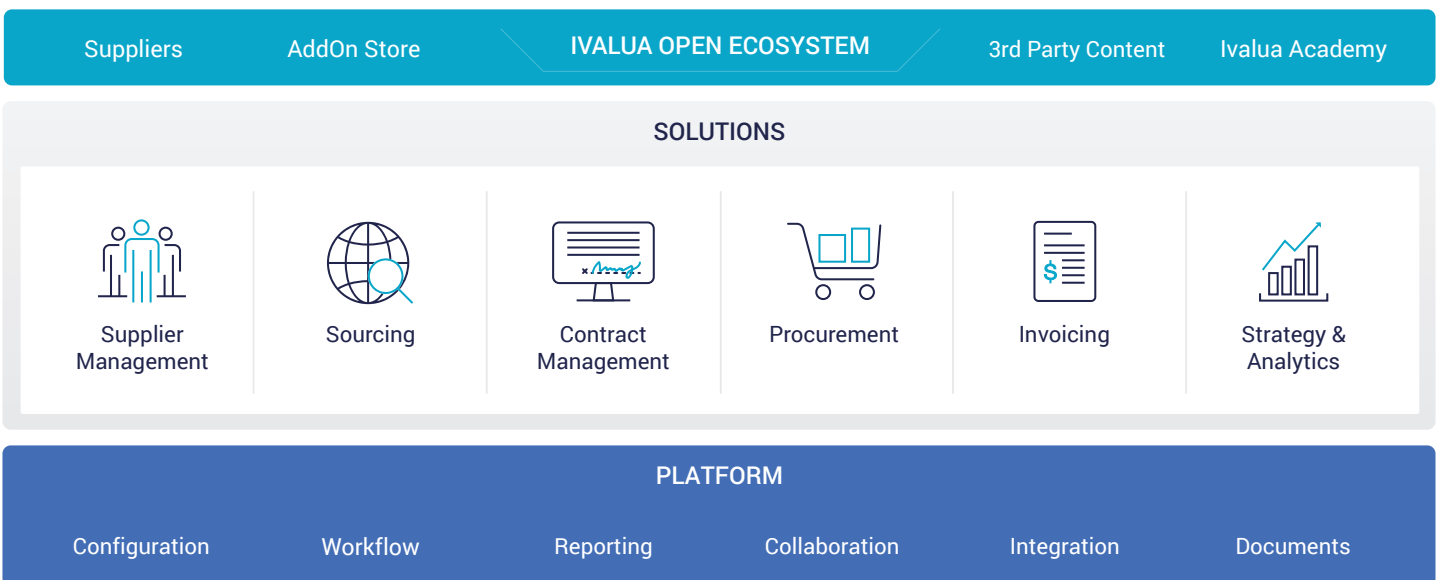 Suppliers
AddOn Store
IVALUA OPEN ECOSYSTEM
3rd Party Content
Ivalua Academy
SOLUTIONS
Supplier
Management
Sourcing
Contract
Management
Procurement
$
Invoicing
Strategy &
Analytics
PLATFORM
Configuration
Workflow
Reporting
Collaboration
Integration
Documents